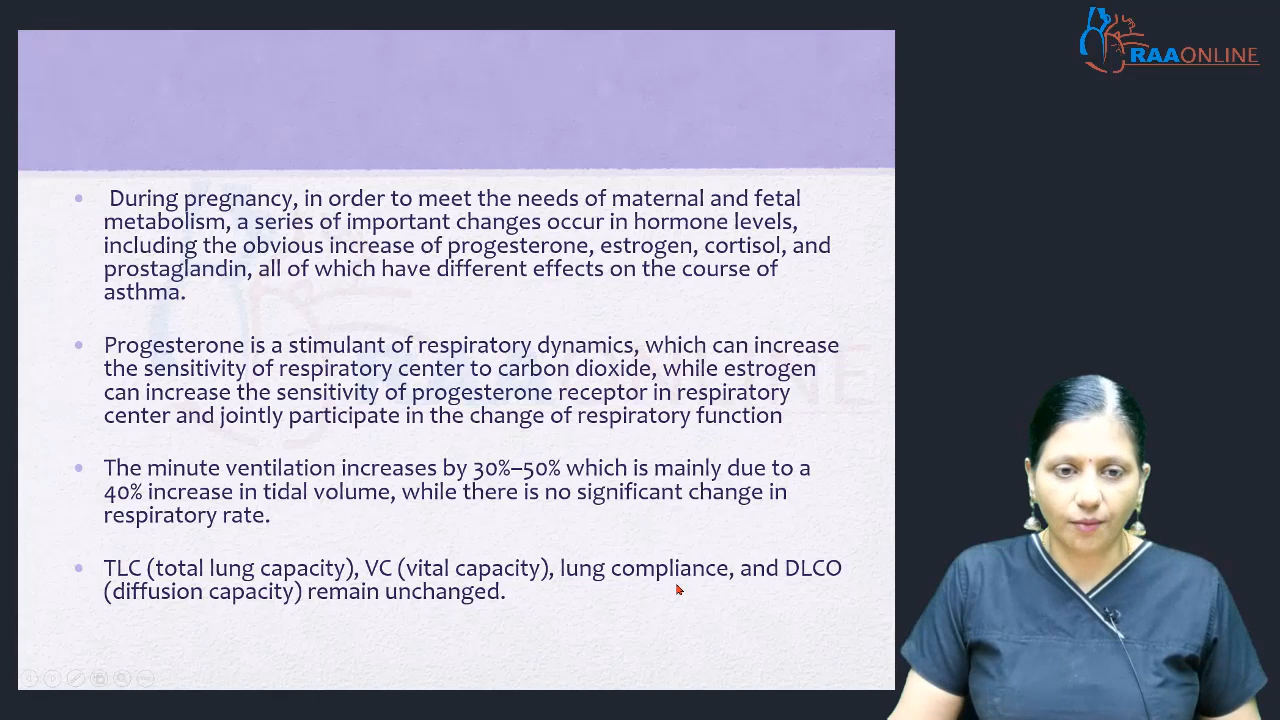 RAAONLINE
During pregnancy, in order to meet the needs of maternal and fetal
metabolism, a series of important changes occur in hormone levels,
including the obvious increase of progesterone, estrogen, cortisol, and
prostaglandin, all of which have different effects on the course of
asthma.
Progesterone is a stimulant of respiratory dynamics, which can increase
the sensitivity of respiratory center to carbon dioxide, while estrogen
can increase the sensitivity of progesterone receptor in respiratory
center and jointly participate in the change of respiratory function
The minute ventilation increases by 30%–50% which is mainly due to a
40% increase in tidal volume, while there is no significant change in
respiratory rate.
TLC (total lung capacity), VC (vital capacity), lung compliance, and DLCO
(diffusion capacity) remain unchanged.